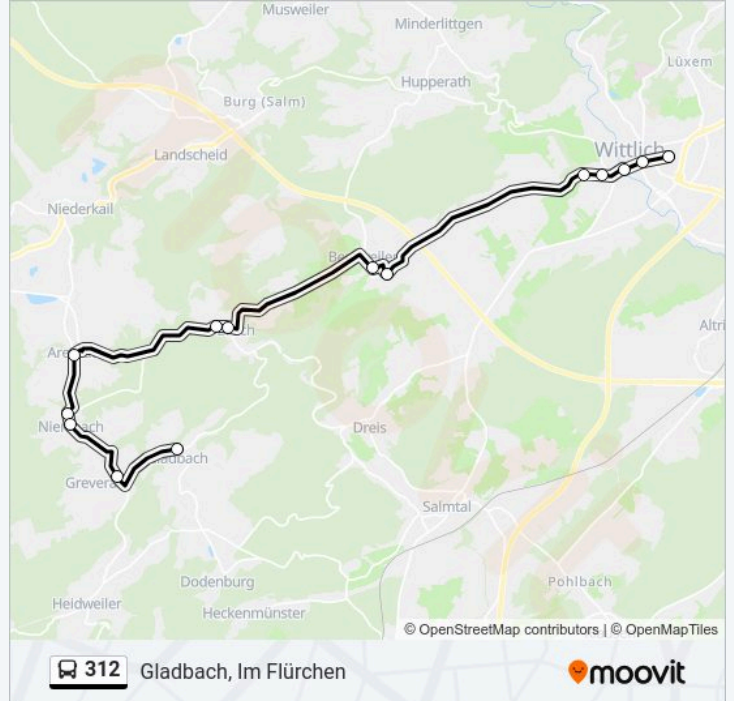 Musweiler
Minderlittgen
Lüxem
Hupperath
Burg (Salm)
Wittlich
Landscheid
Niederkail
Altri
Dreis
Salmtal
Dodenburg
Pohlbach
Heidweiler
Heckenmünster
© OpenStreetMap contributors | © OpenMapTiles
312 Gladbach, Im Flürchen
moovit